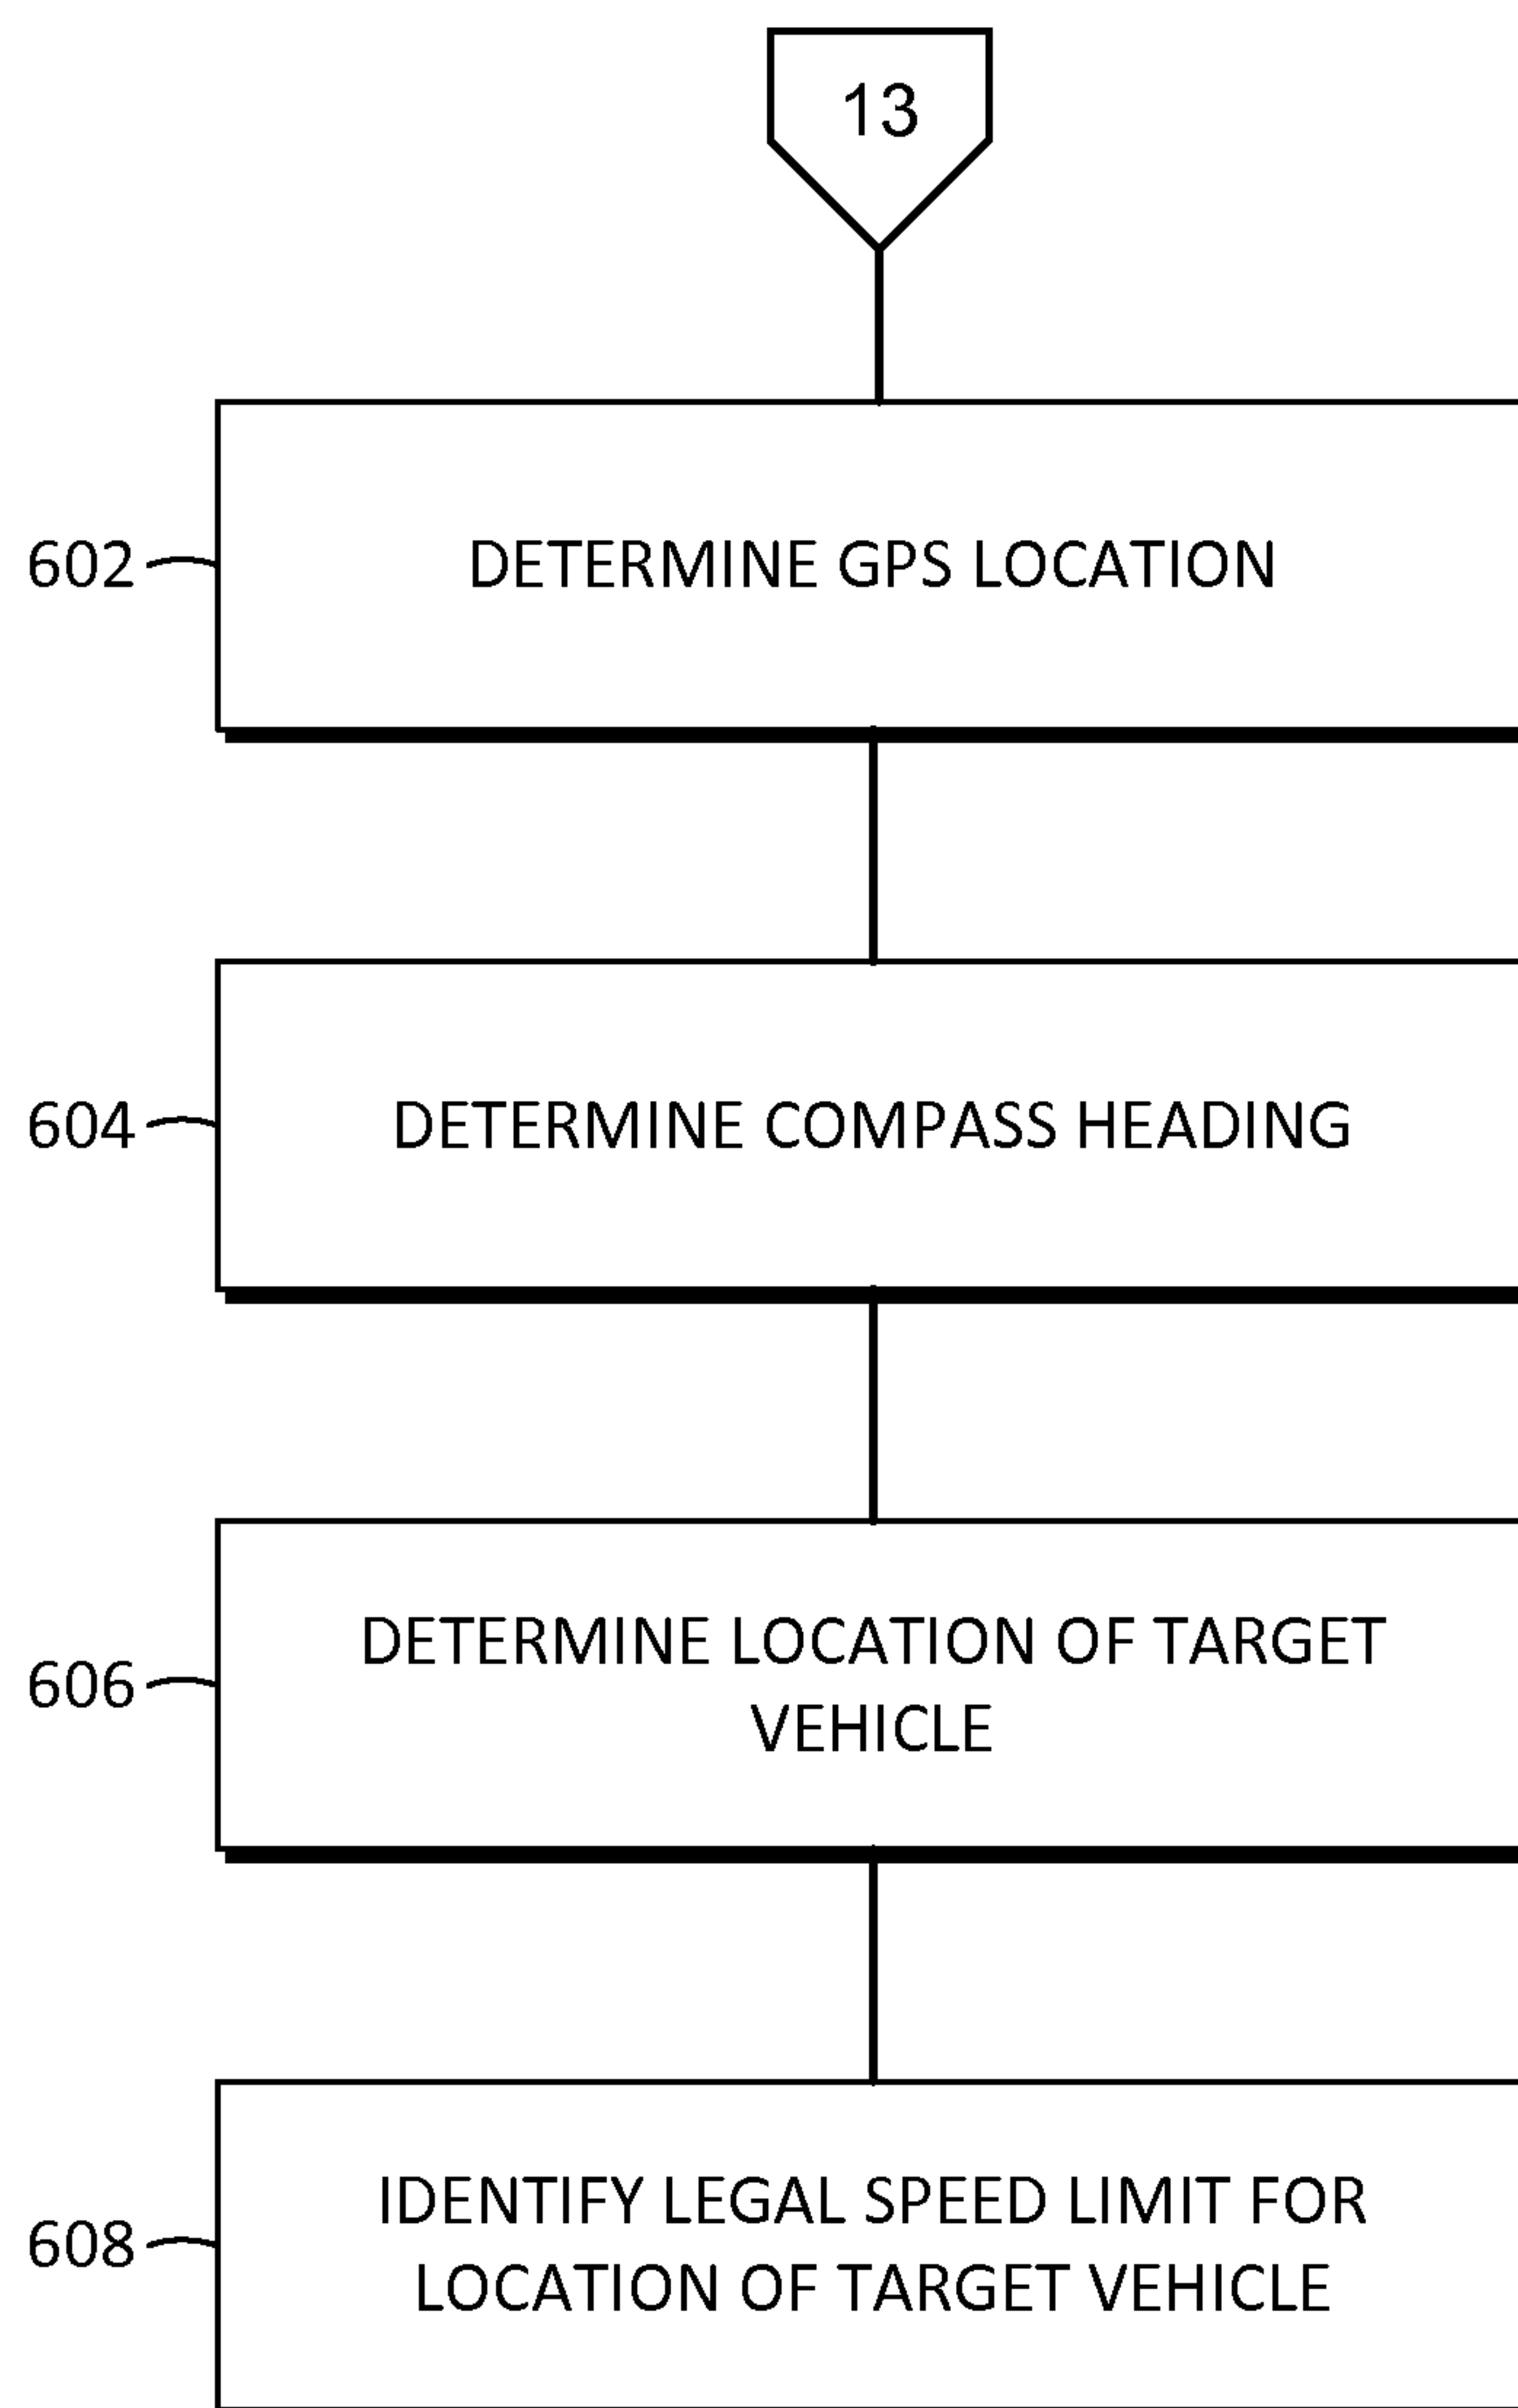 13
602
DETERMINE GPS LOCATION
604
DETERMINE COMPASS HEADING
606
DETERMINE LOCATION OF TARGET
VEHICLE
608
IDENTIFY LEGAL SPEED LIMIT FOR
LOCATION OF TARGET VEHICLE